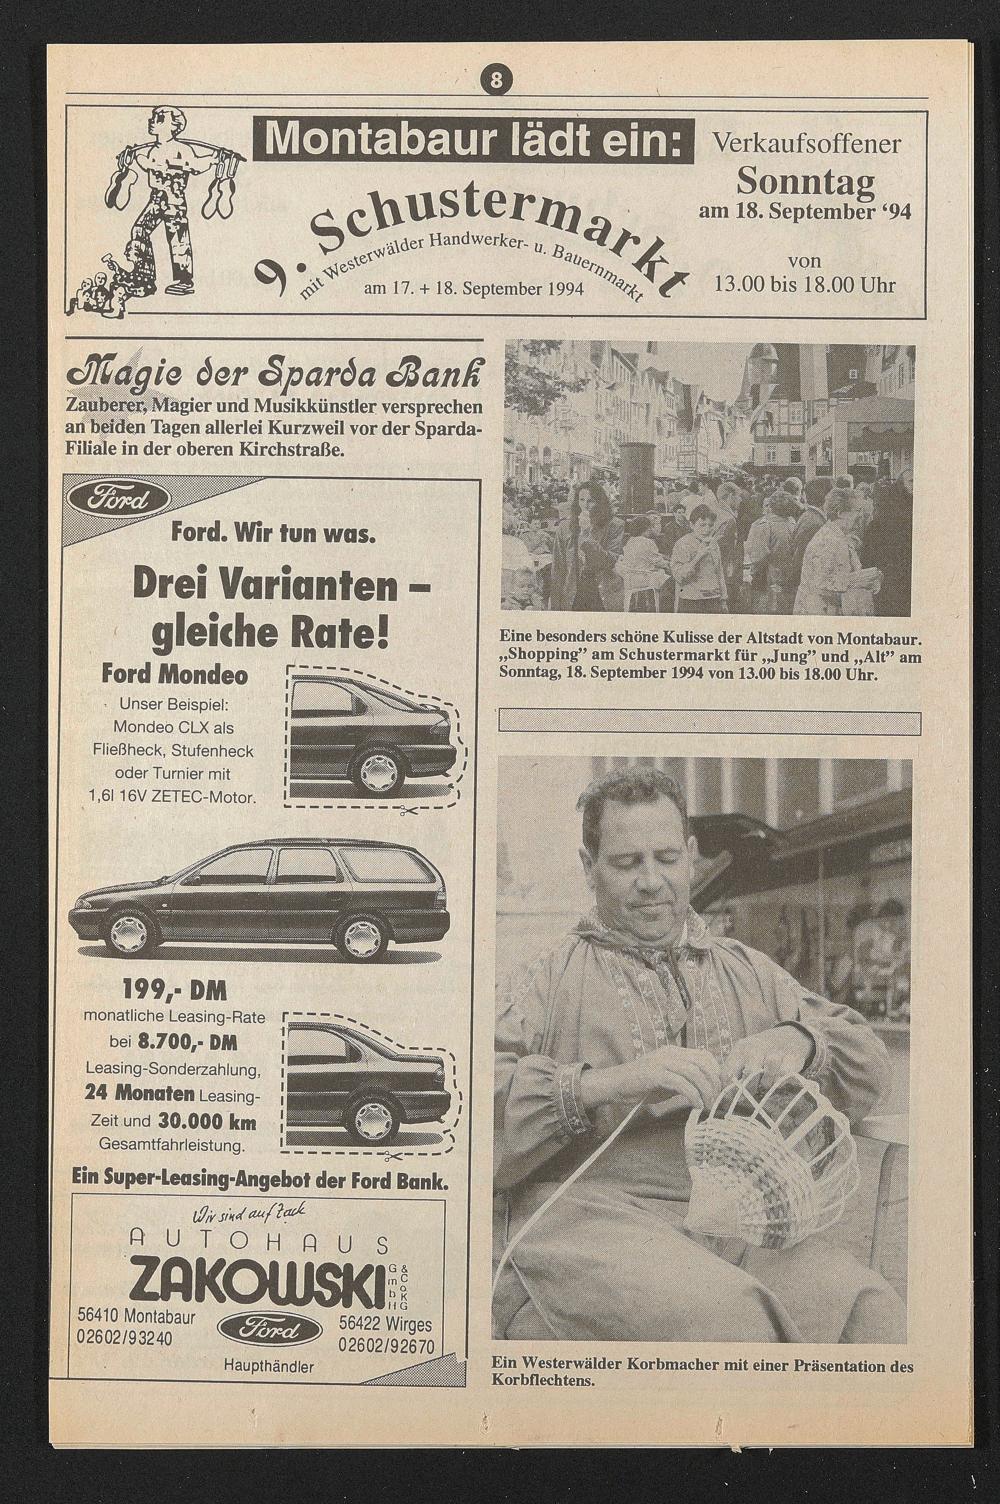 8
Montabaur lädt ein:
9. Schustermarkt
mit Westerwälder Handwerker- u. Bauernmarkt
am 17. + 18. September 1994
Verkaufsoffener
Sonntag
am 18. September ‘94
von
13.00 bis 18.00 Uhr
Magie der Sparda Bank
Zauberer, Magier und Musikkünstler versprechen
an beiden Tagen allerlei Kurzweil vor der Sparda-
Filiale in der oberen Kirchstraße.
Ford
Ford. Wir tun was.
Drei Varianten –
gleiche Rate!
Ford Mondeo
Unser Beispiel:
Mondeo CLX als
Fließheck, Stufenheck
oder Turnier mit
1,6l 16V ZETEC-Motor.
199,- DM
monatliche Leasing-Rate
bei 8.700,- DM
Leasing-Sonderzahlung,
24 Monaten Leasing-
Zeit und 30.000 km
Gesamtfahrleistung.
Ein Super-Leasing-Angebot der Ford Bank.
Wir sind auf Zack
AUTOHAUS
ZAKOWSKI GmbH & Co KG
56410 Montabaur
02602/93240
Ford
56422 Wirges
02602/92670
Haupthändler
Eine besonders schöne Kulisse der Altstadt von Montabaur.
„Shopping” am Schustermarkt für „Jung” und „Alt” am
Sonntag, 18. September 1994 von 13.00 bis 18.00 Uhr.
Ein Westerwälder Korbmacher mit einer Präsentation des
Korbflechtens.